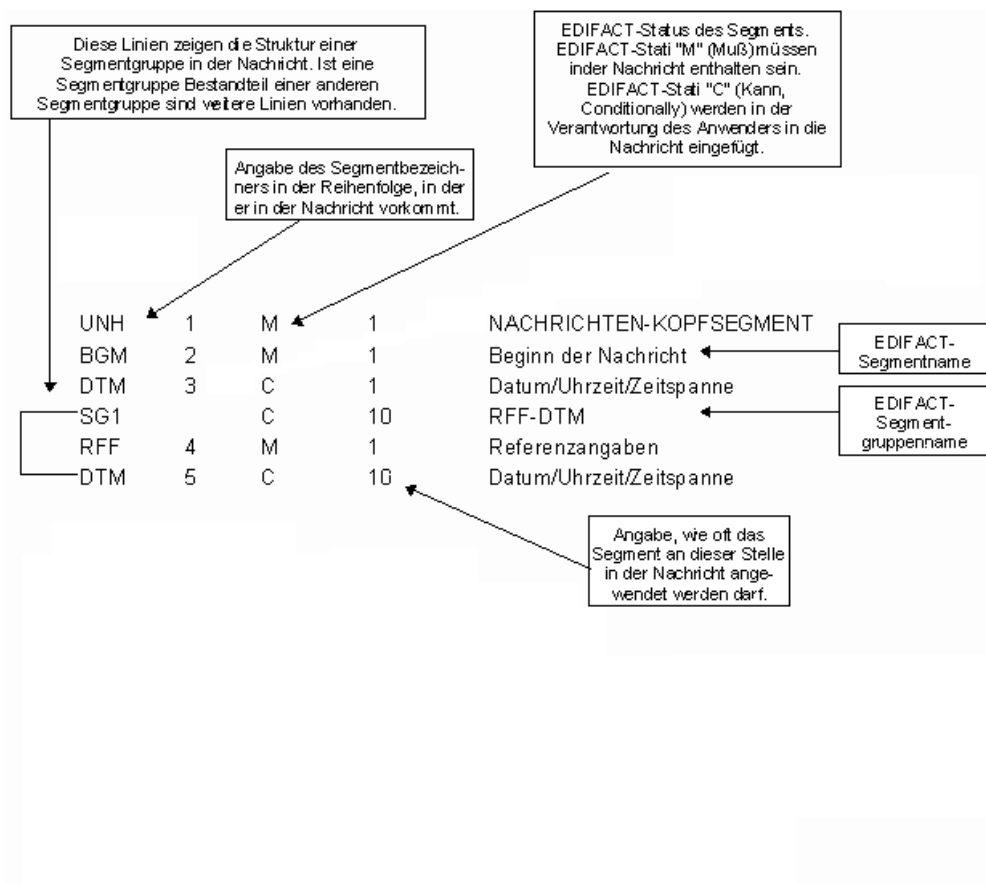 Diese Linien zeigen die Struktur einer
Segmentgruppe in der Nachricht. Ist eine
Segmentgruppe Bestandteil einer anderen
Segmentgruppe sind weitere Linien vorhanden.
EDIFACT-Status des Segments.
EDIFACT-Stati "M" (Muß) müssen
inder Nachricht enthalten sein.
EDIFACT-Stati "C" (Kann,
Conditionally) werden in der
Verantwortung des Anwenders in die
Nachricht eingefügt.
Angabe des Segmentbezeich-
ners in der Reihenfolge, in der
er in der Nachricht vorkommt.
UNH 1 M 1 NACHRICHTEN-KOPFSEGMENT
BGM 2 M 1 Beginn der Nachricht
DTM 3 C 1 Datum/Uhrzeit/Zeitspanne
SG1 C 10 RFF-DTM
RFF 4 M 1 Referenzangaben
DTM 5 C 10 Datum/Uhrzeit/Zeitspanne
EDIFACT-
Segmentname
EDIFACT-
Segment-
gruppenname
Angabe, wie oft das
Segment an dieser Stelle
in der Nachricht ange-
wendet werden darf.